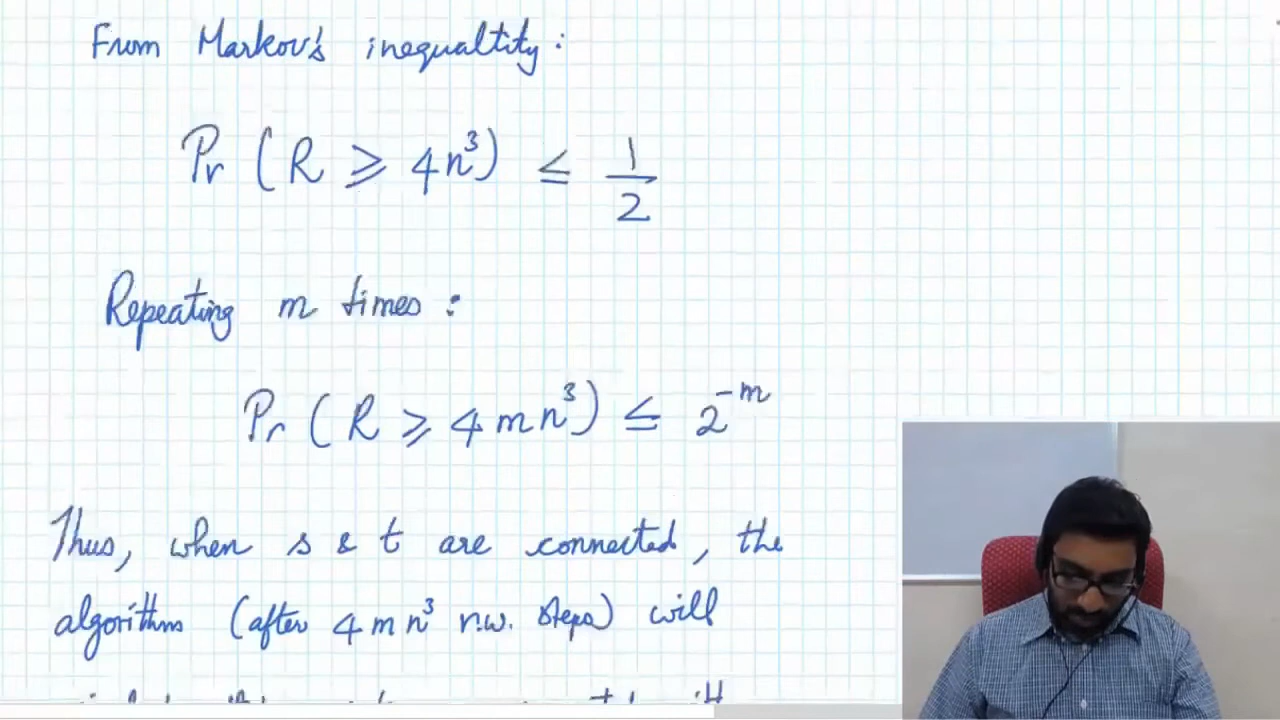 From Markov's inequaltity:
Pr (R ≥ 4n³) ≤ 1/2
Repeating m times:
Pr (R ≥ 4mn³) ≤ 2⁻ᵐ
Thus, when s & t are connected, the
algorithm (after 4mn³ r.w. steps) will